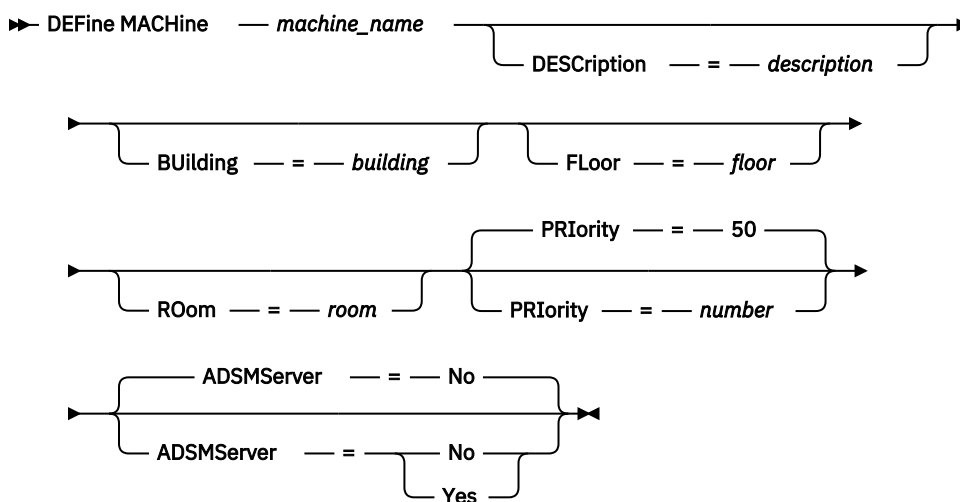 DEFine MACHine machine_name
DESCription = description
BUilding = building FLoor = floor
PRIority = 50
ROom = room PRIority = number
ADSMServer = No
ADSMServer = No
Yes